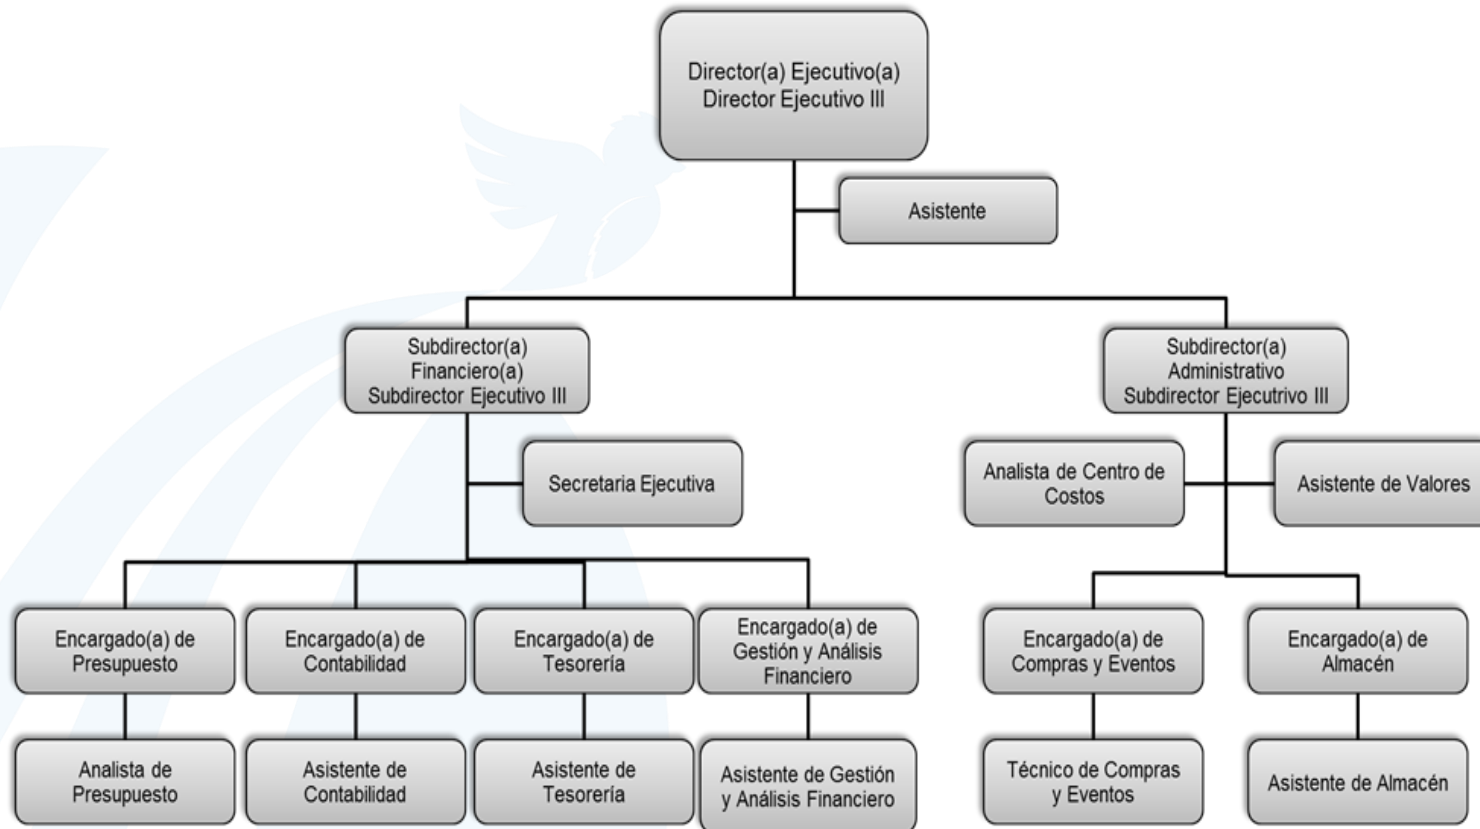 Director(a) Ejecutivo(a)
Director Ejecutivo III
Asistente
Subdirector(a)
Financiero(a)
Subdirector Ejecutivo III
Subdirector(a)
Administrativo
Subdirector Ejecutrivo III
Secretaria Ejecutiva
Analista de Centro de
Costos
Asistente de Valores
Encargado(a) de
Presupuesto
Encargado(a) de
Contabilidad
Encargado(a) de
Tesorería
Encargado(a) de
Gestión y Análisis
Financiero
Encargado(a) de
Compras y Eventos
Encargado(a) de
Almacén
Analista de
Presupuesto
Asistente de
Contabilidad
Asistente de
Tesorería
Asistente de Gestión
y Análisis Financiero
Técnico de Compras
y Eventos
Asistente de Almacén